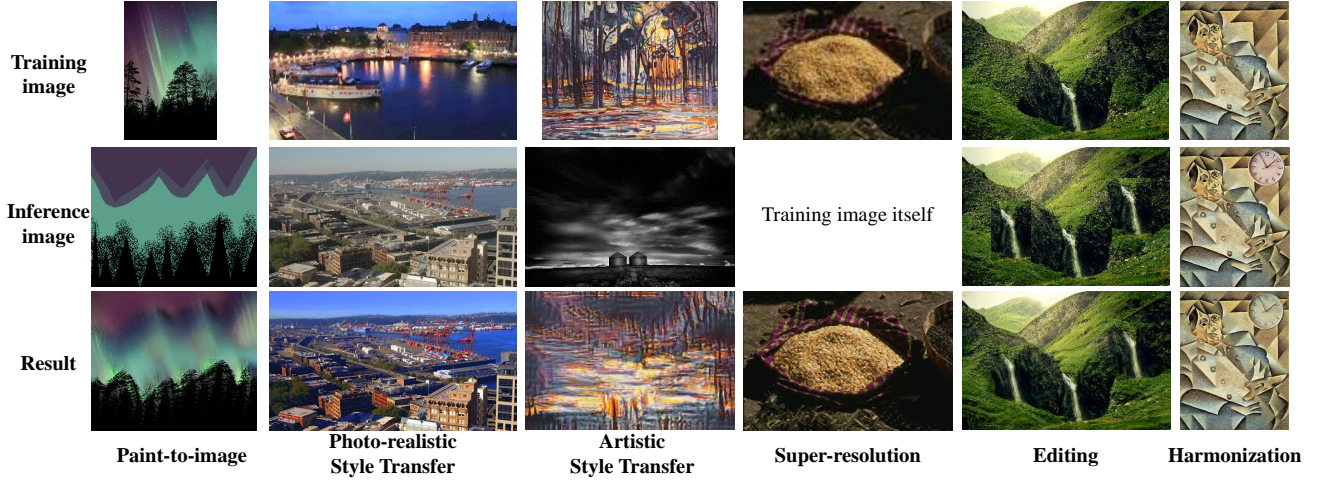 Training
image
Inference
image
Training image itself
Result
Paint-to-image
Photo-realistic
Style Transfer
Artistic
Style Transfer
Super-resolution
Editing
Harmonization